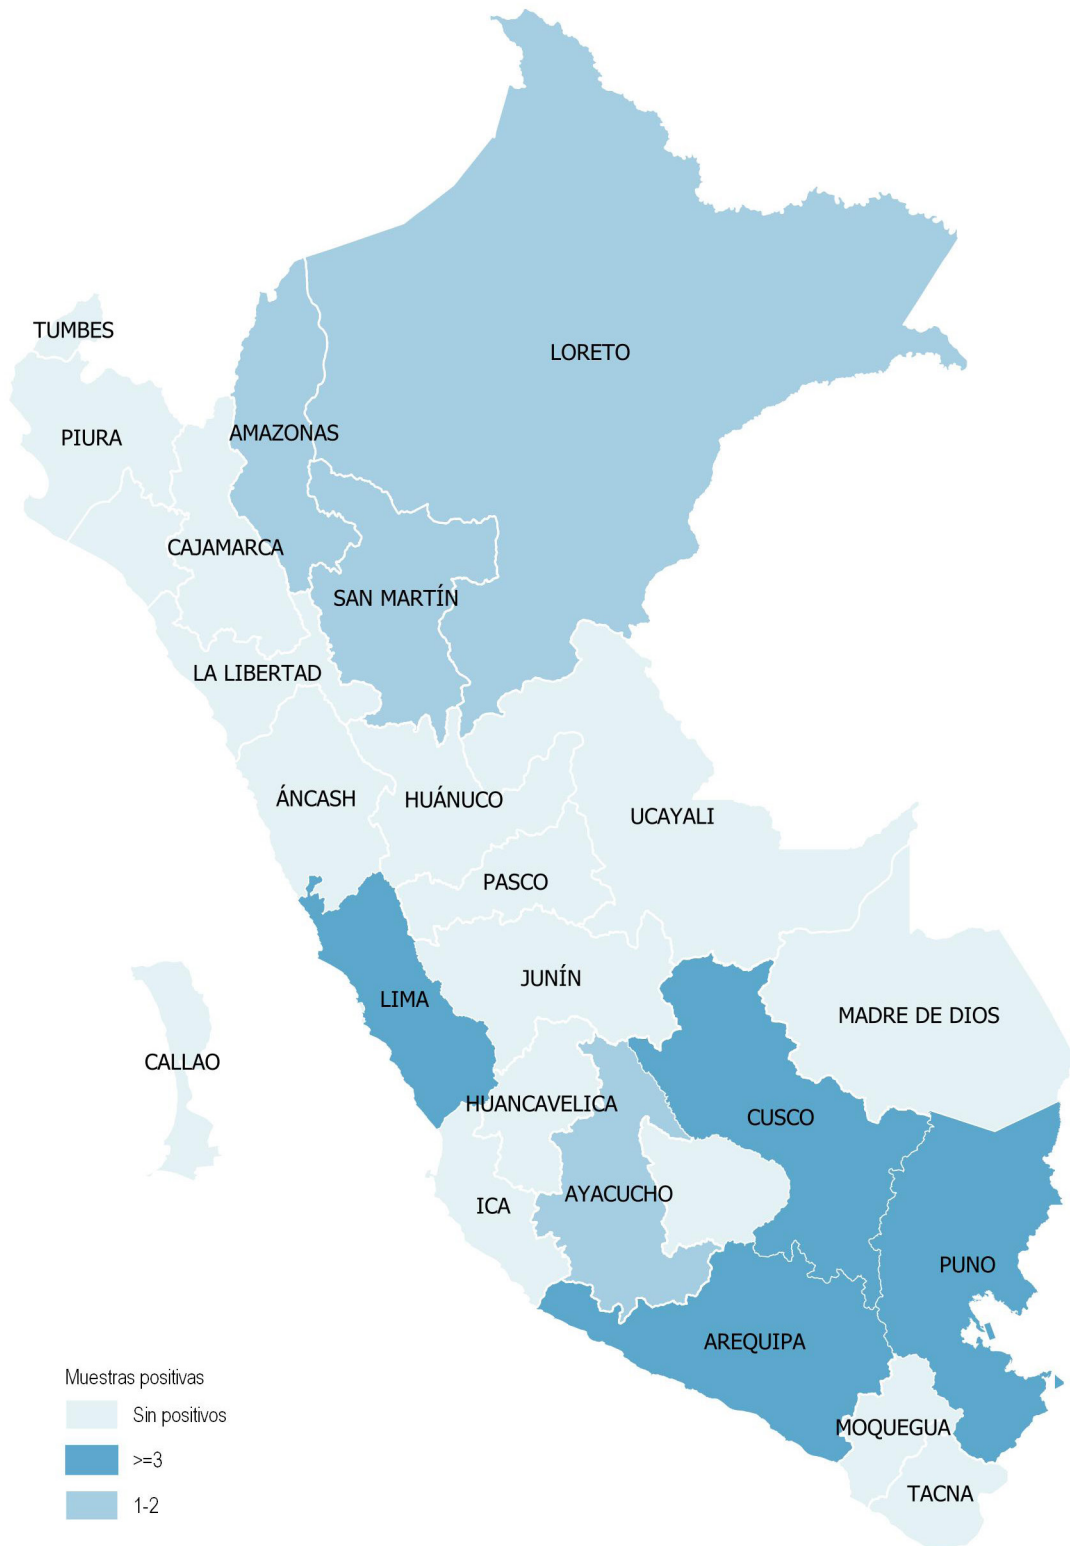 TUMBES
LORETO
PIURA
AMAZONAS
CAJAMARCA
SAN MARTÍN
LA LIBERTAD
ÁNCASH
HUÁNUCO
UCAYALI
PASCO
JUNÍN
LIMA
MADRE DE DIOS
CALLAO
HUANCAVELICA
CUSCO
AYACUCHO
ICA
PUNO
AREQUIPA
MOQUEGUA
TACNA
Muestras positivas
Sin positivos
>=3
1-2